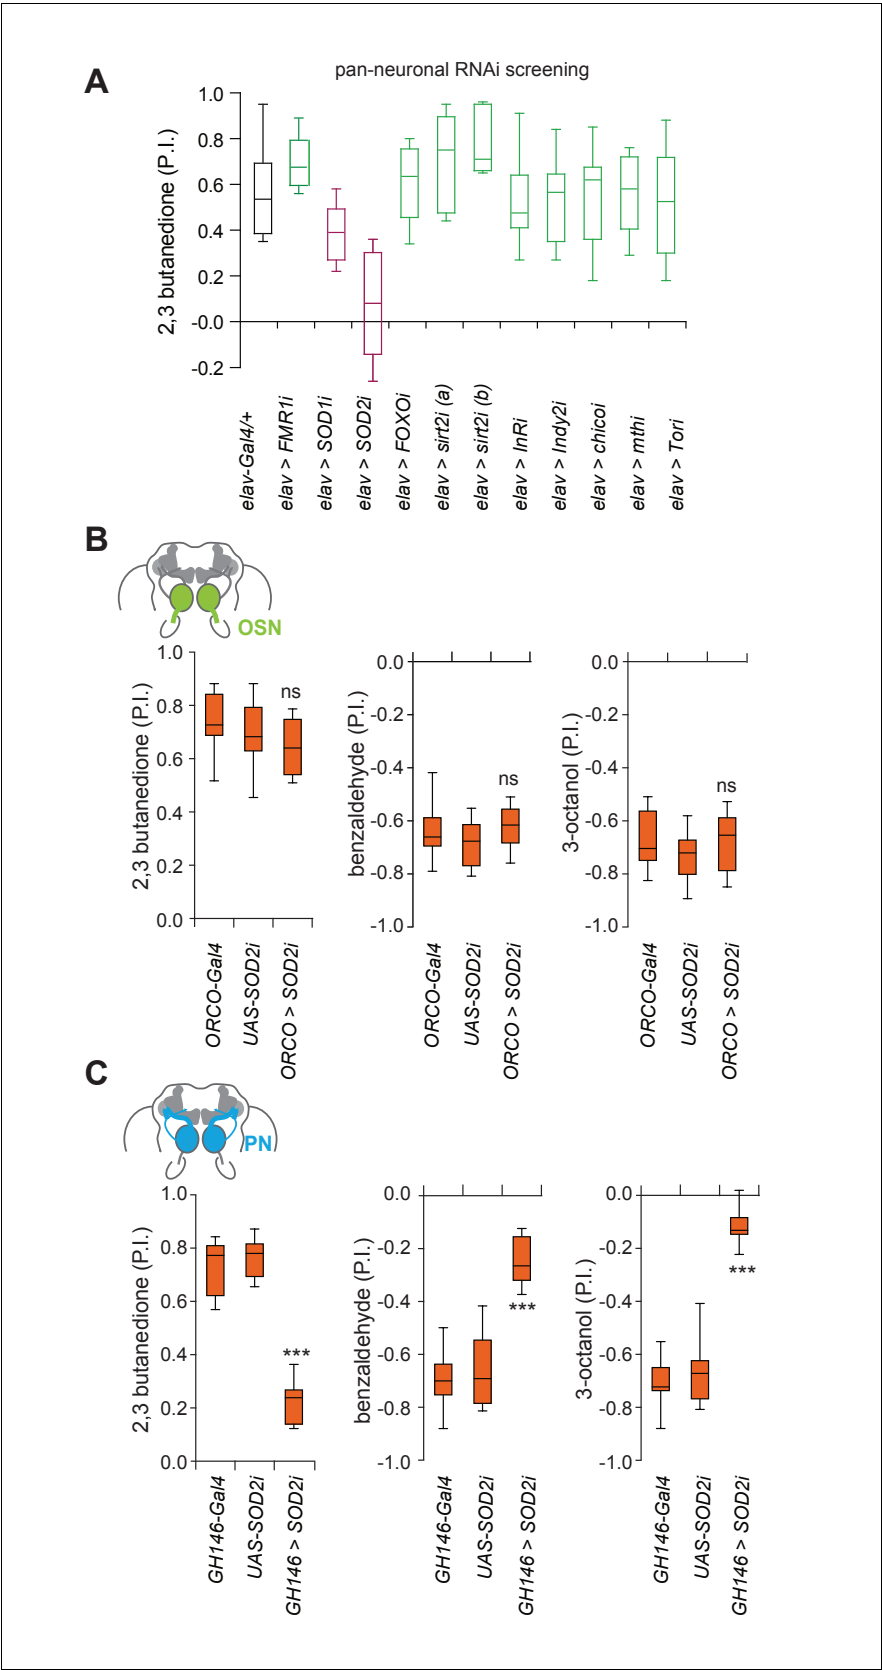 A
pan-neuronal RNAi screening
2,3 butanedione (P.I.)
1.0
0.8
0.6
0.4
0.2
-0.0
-0.2
elav-Gal4/+
elav > FMR1i
elav > SOD1i
elav > SOD2i
elav > FOXOi
elav > sirt2i (a)
elav > sirt2i (b)
elav > InRi
elav > Indy2i
elav > chicoi
elav > mthi
elav > Tori
B
OSN
2,3 butanedione (P.I.)
1.0
0.8
0.6
0.4
0.2
0.0
ns
ORCO-Gal4
UAS-SOD2i
ORCO > SOD2i
benzaldehyde (P.I.)
0.0
-0.2
-0.4
-0.6
-0.8
-1.0
ns
ORCO-Gal4
UAS-SOD2i
ORCO > SOD2i
3-octanol (P.I.)
0.0
-0.2
-0.4
-0.6
-0.8
-1.0
ns
ORCO-Gal4
UAS-SOD2i
ORCO > SOD2i
C
PN
2,3 butanedione (P.I.)
1.0
0.8
0.6
0.4
0.2
0.0
***
GH146-Gal4
UAS-SOD2i
GH146 > SOD2i
benzaldehyde (P.I.)
0.0
-0.2
-0.4
-0.6
-0.8
-1.0
***
GH146-Gal4
UAS-SOD2i
GH146 > SOD2i
3-octanol (P.I.)
0.0
-0.2
-0.4
-0.6
-0.8
-1.0
***
GH146-Gal4
UAS-SOD2i
GH146 > SOD2i